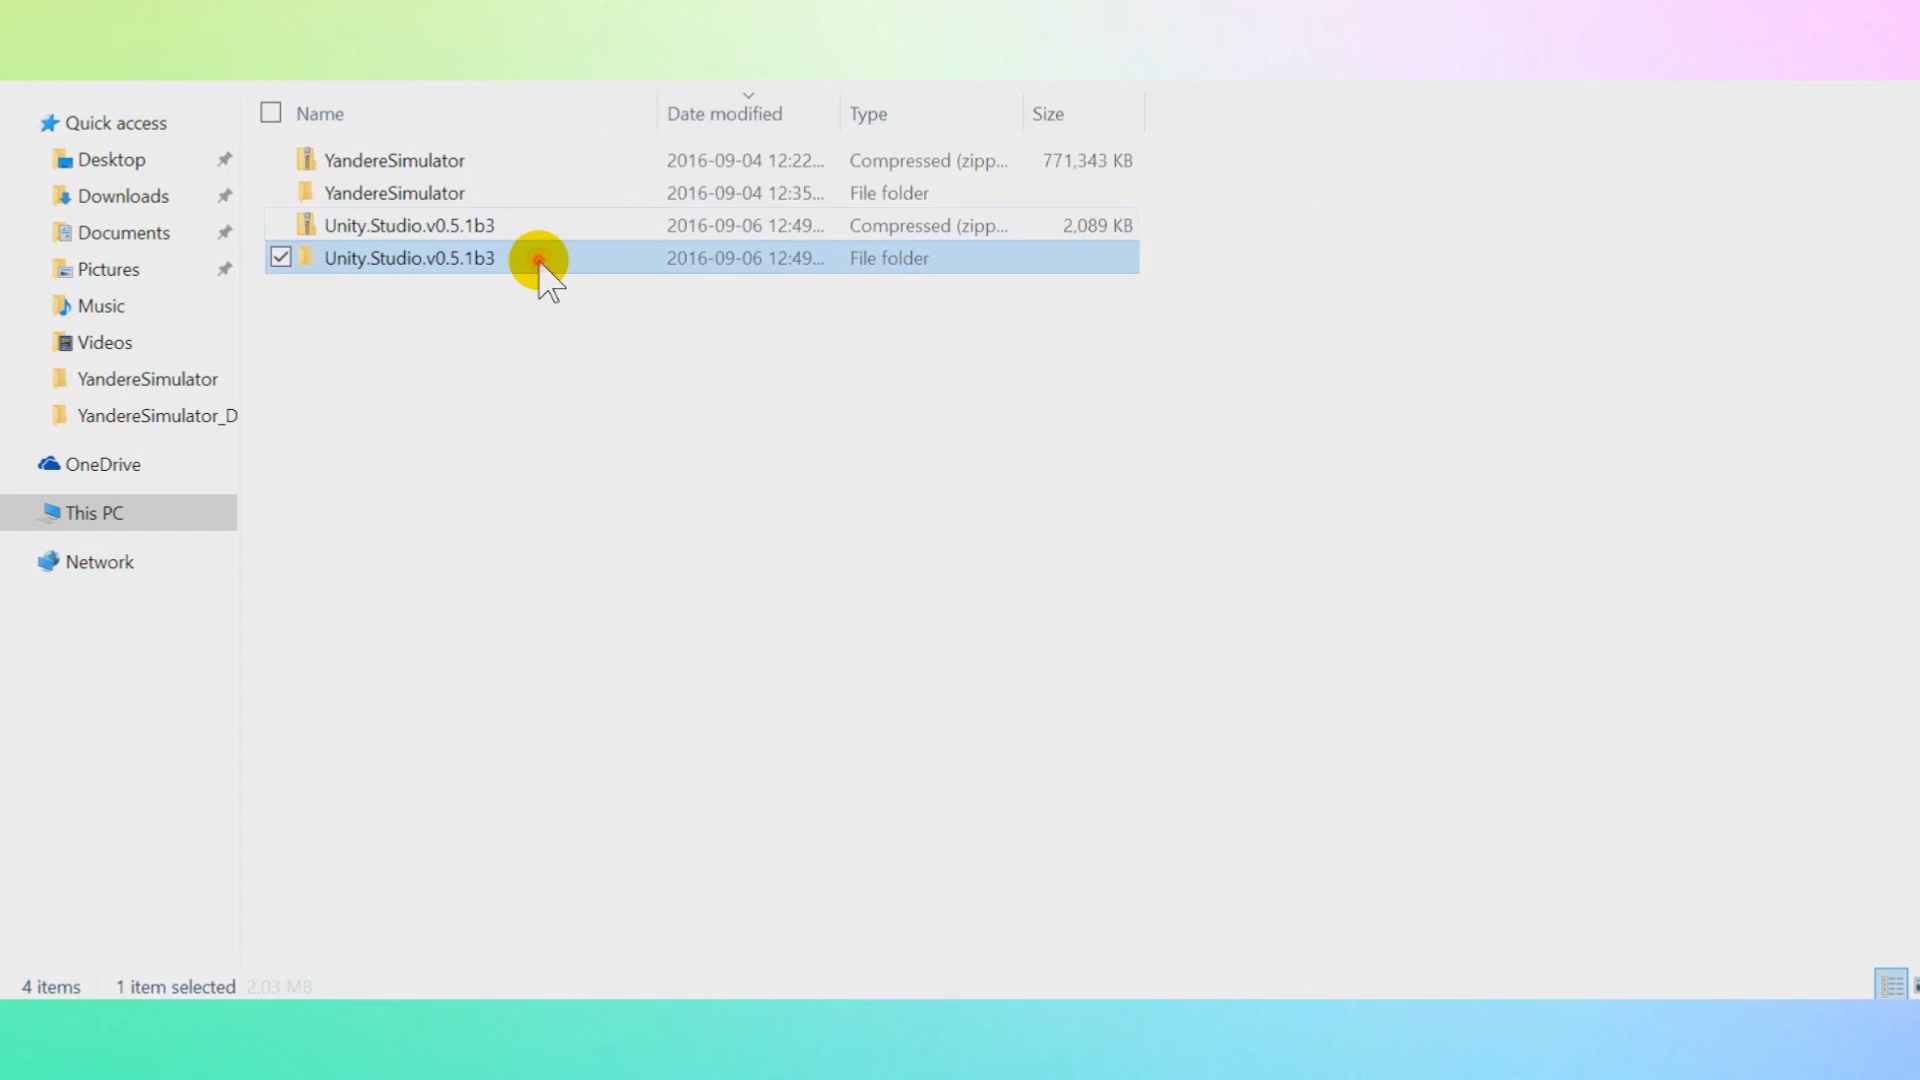 Name Date modified Type Size
Quick access
Desktop
Downloads
Documents
Pictures
Music
Videos
YandereSimulator
YandereSimulator_D
OneDrive
This PC
Network
YandereSimulator 2016-09-04 12:22... Compressed (zipp... 771,343 KB
YandereSimulator 2016-09-04 12:35... File folder
Unity.Studio.v0.5.1b3 2016-09-06 12:49... Compressed (zipp... 2,089 KB
Unity.Studio.v0.5.1b3 2016-09-06 12:49... File folder
4 items 1 item selected 2.03 MB